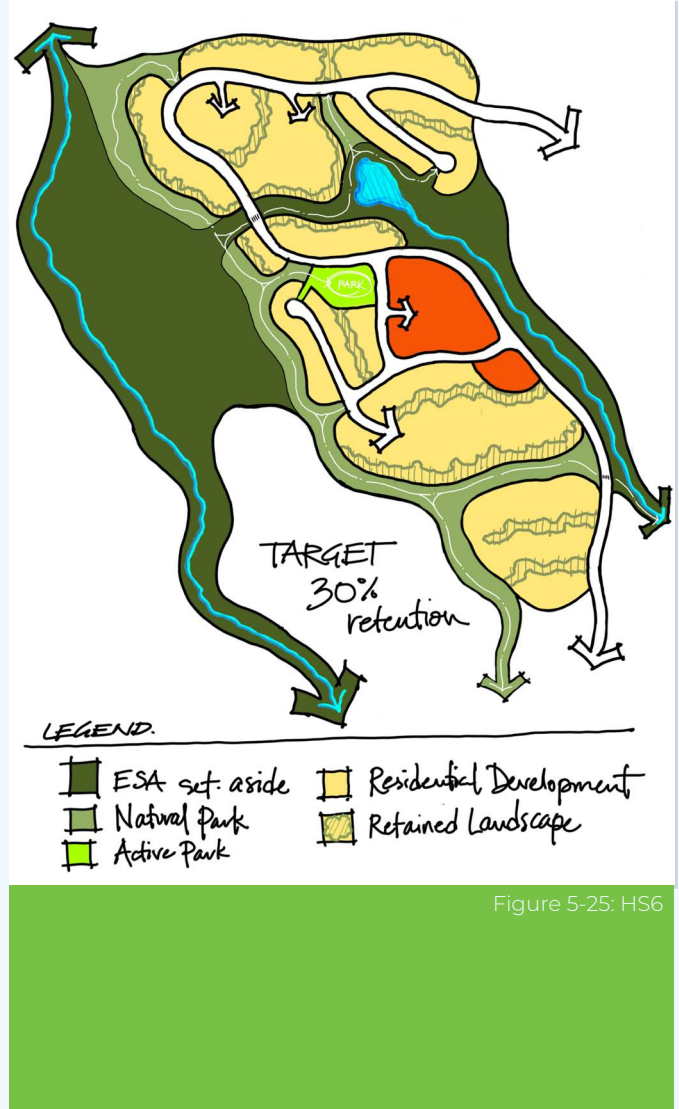 PARK
TARGET
30%
retention
LEGEND.
ESA set-aside
Natural Park
Active Park
Residential Development
Retained Landscape
Figure 5-25: HS6